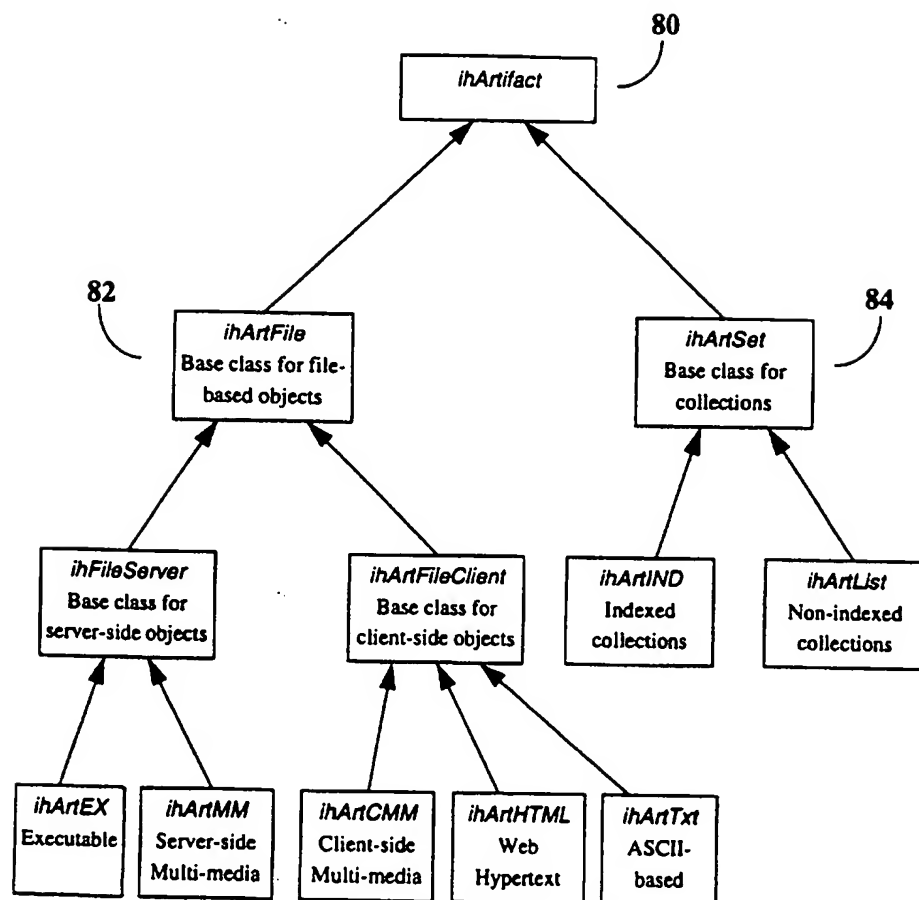 80
ihArtifact
82
84
ihArtFile
Base class for file-
based objects
ihArtSet
Base class for
collections
ihFileServer
Base class for
server-side objects
ihArtFileClient
Base class for
client-side objects
ihArtIND
Indexed
collections
ihArtList
Non-indexed
collections
ihArtEX
Executable
ihArtMM
Server-side
Multi-media
ihArtCMM
Client-side
Multi-media
ihArtHTML
Web
Hypertext
ihArtTxt
ASCII-
based